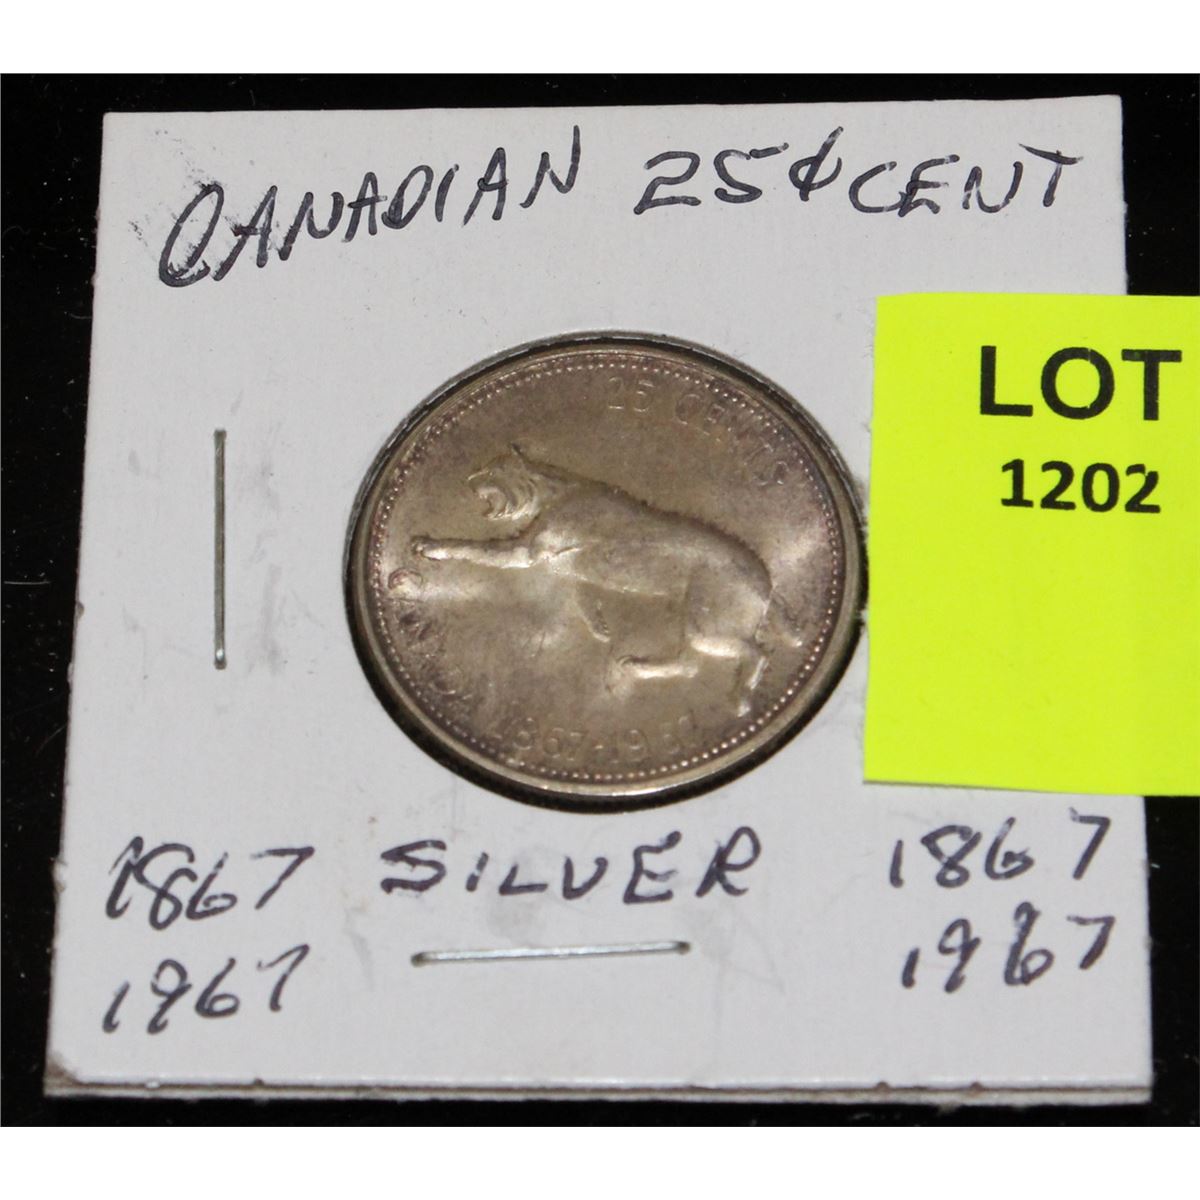 CANADIAN 25¢ CENT
LOT
1202
25 CENTS
CANADA
1867-1967
1867 SILVER 1867
1967 1967